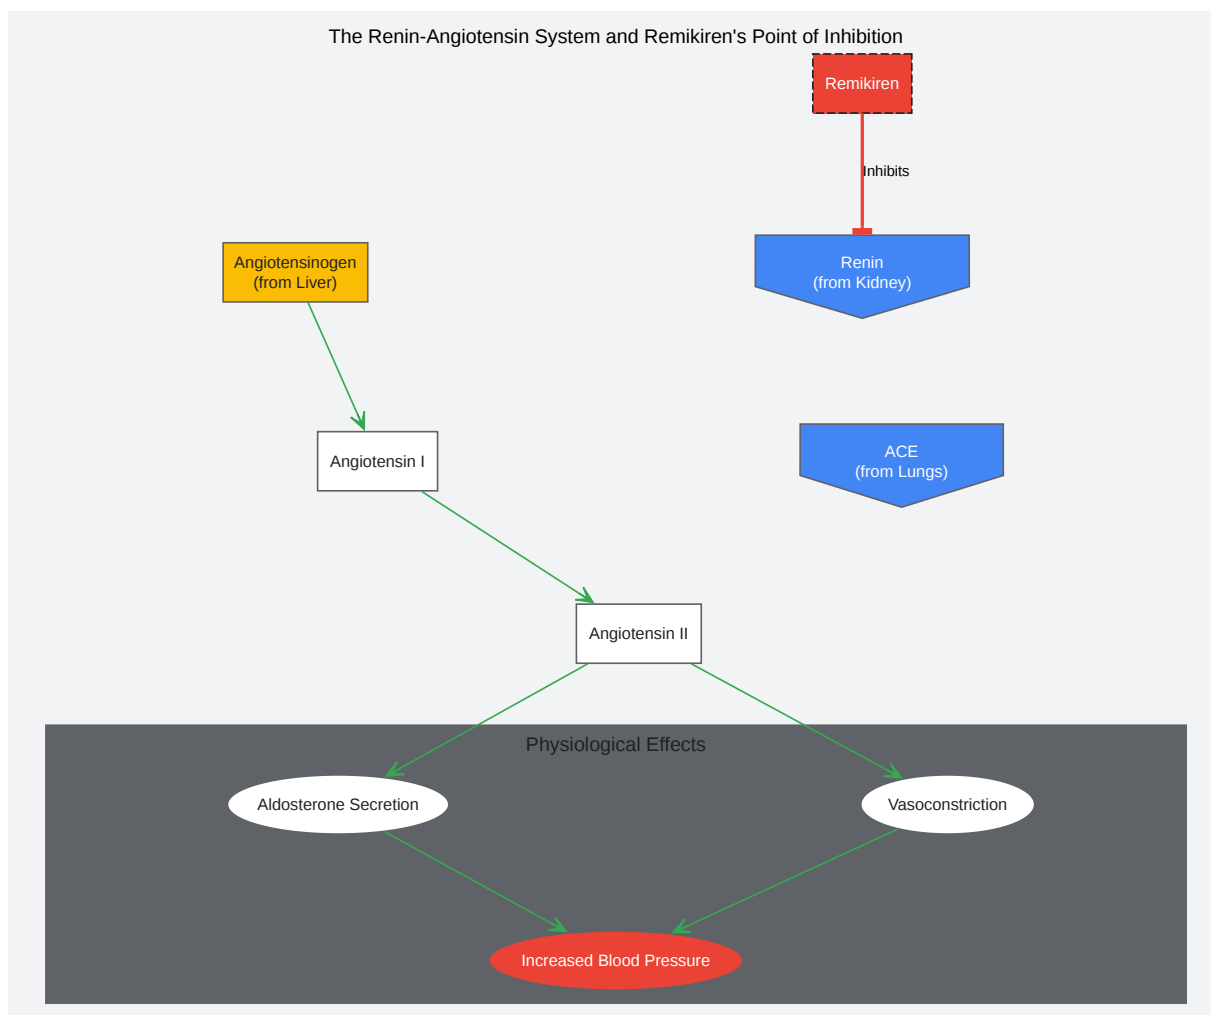 The Renin-Angiotensin System and Remikiren's Point of Inhibition
Remikiren
Inhibits
Angiotensinogen
(from Liver)
Renin
(from Kidney)
Angiotensin I
ACE
(from Lungs)
Angiotensin II
Physiological Effects
Aldosterone Secretion
Vasoconstriction
Increased Blood Pressure